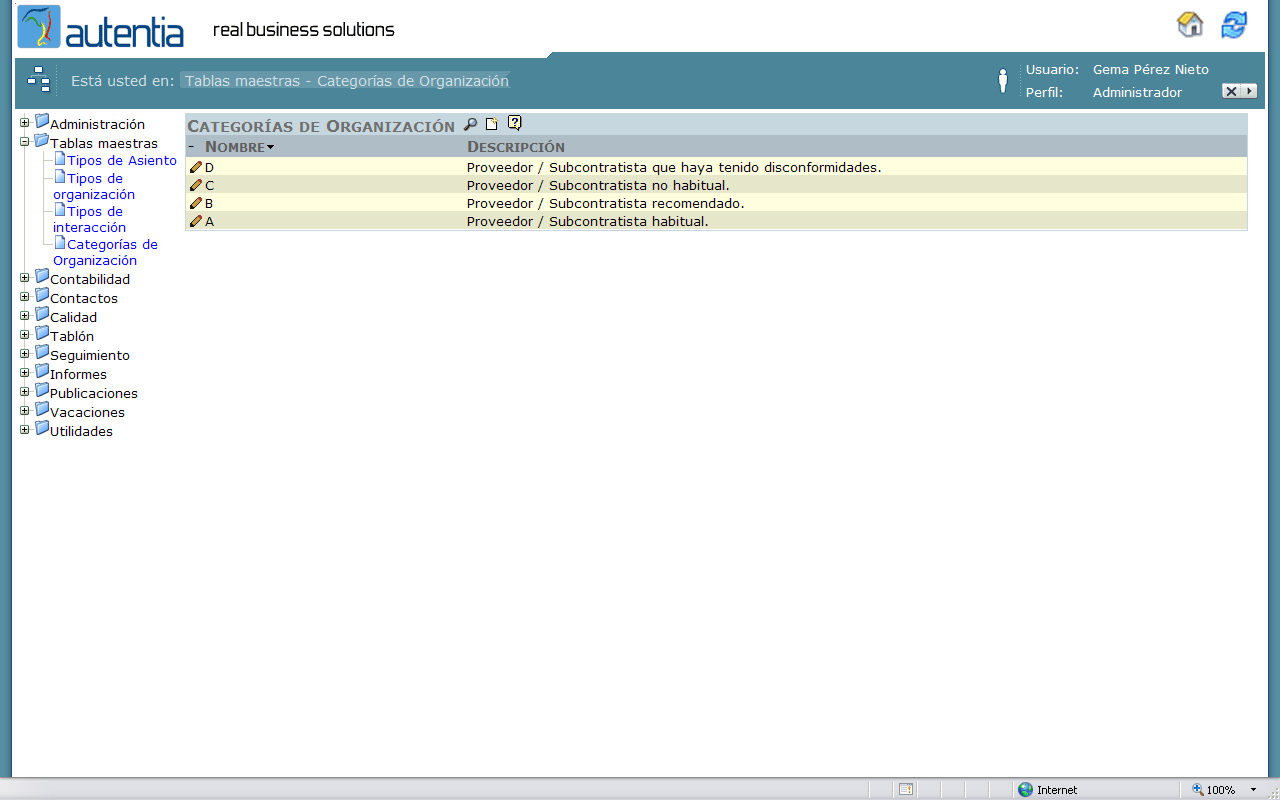 autentia real business solutions
Está usted en: Tablas maestras - Categorías de Organización
Usuario: Gema Pérez Nieto
Perfil: Administrador
Administración
Tablas maestras
Tipos de Asiento
Tipos de
organización
Tipos de
interacción
Categorías de
Organización
Contabilidad
Contactos
Calidad
Tablón
Seguimiento
Informes
Publicaciones
Vacaciones
Utilidades
Categorías de Organización
- Nombre Descripción
D Proveedor / Subcontratista que haya tenido disconformidades.
C Proveedor / Subcontratista no habitual.
B Proveedor / Subcontratista recomendado.
A Proveedor / Subcontratista habitual.
Internet 100%